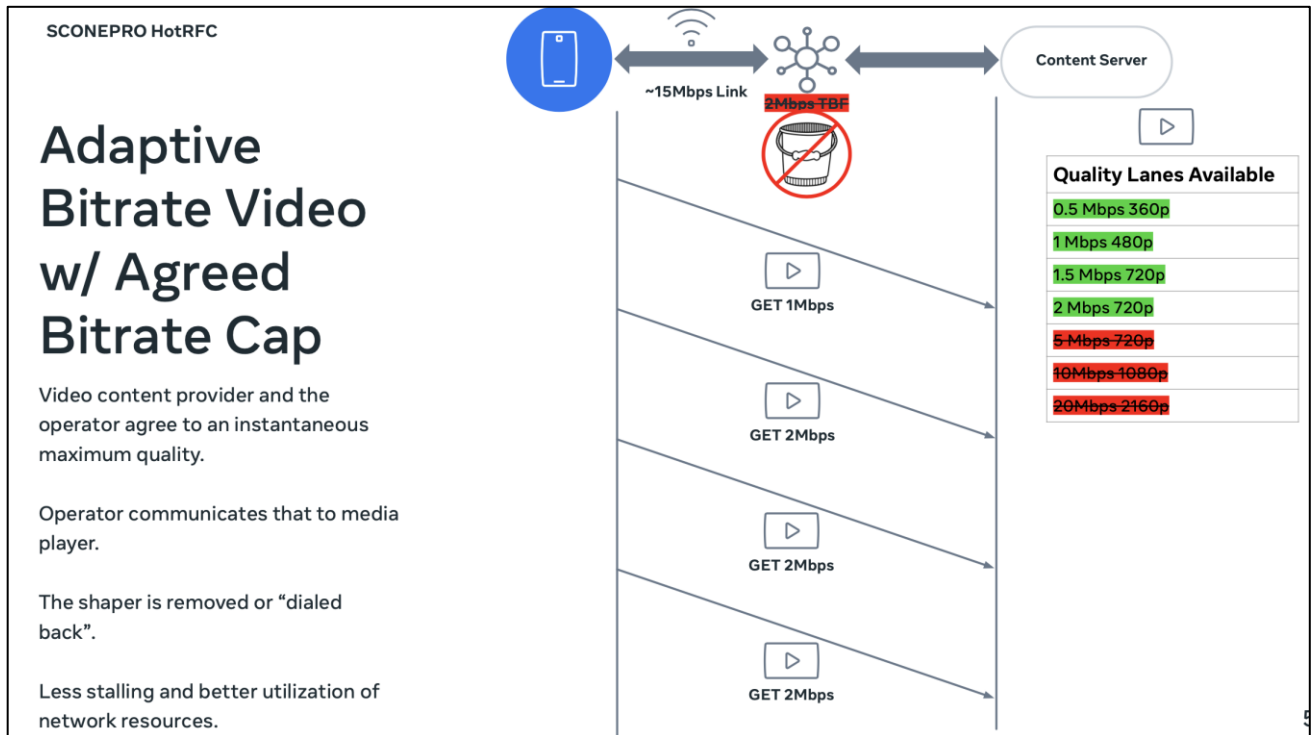 SCONEPRO HotRFC
Adaptive
Bitrate Video
w/ Agreed
Bitrate Cap
Video content provider and the
operator agree to an instantaneous
maximum quality.
Operator communicates that to media
player.
The shaper is removed or “dialed
back”.
Less stalling and better utilization of
network resources.
~15Mbps Link
2Mbps TBF
Content Server
GET 1Mbps
GET 2Mbps
GET 2Mbps
GET 2Mbps
Quality Lanes Available
0.5 Mbps 360p
1 Mbps 480p
1.5 Mbps 720p
2 Mbps 720p
5 Mbps 720p
10Mbps 1080p
20Mbps 2160p